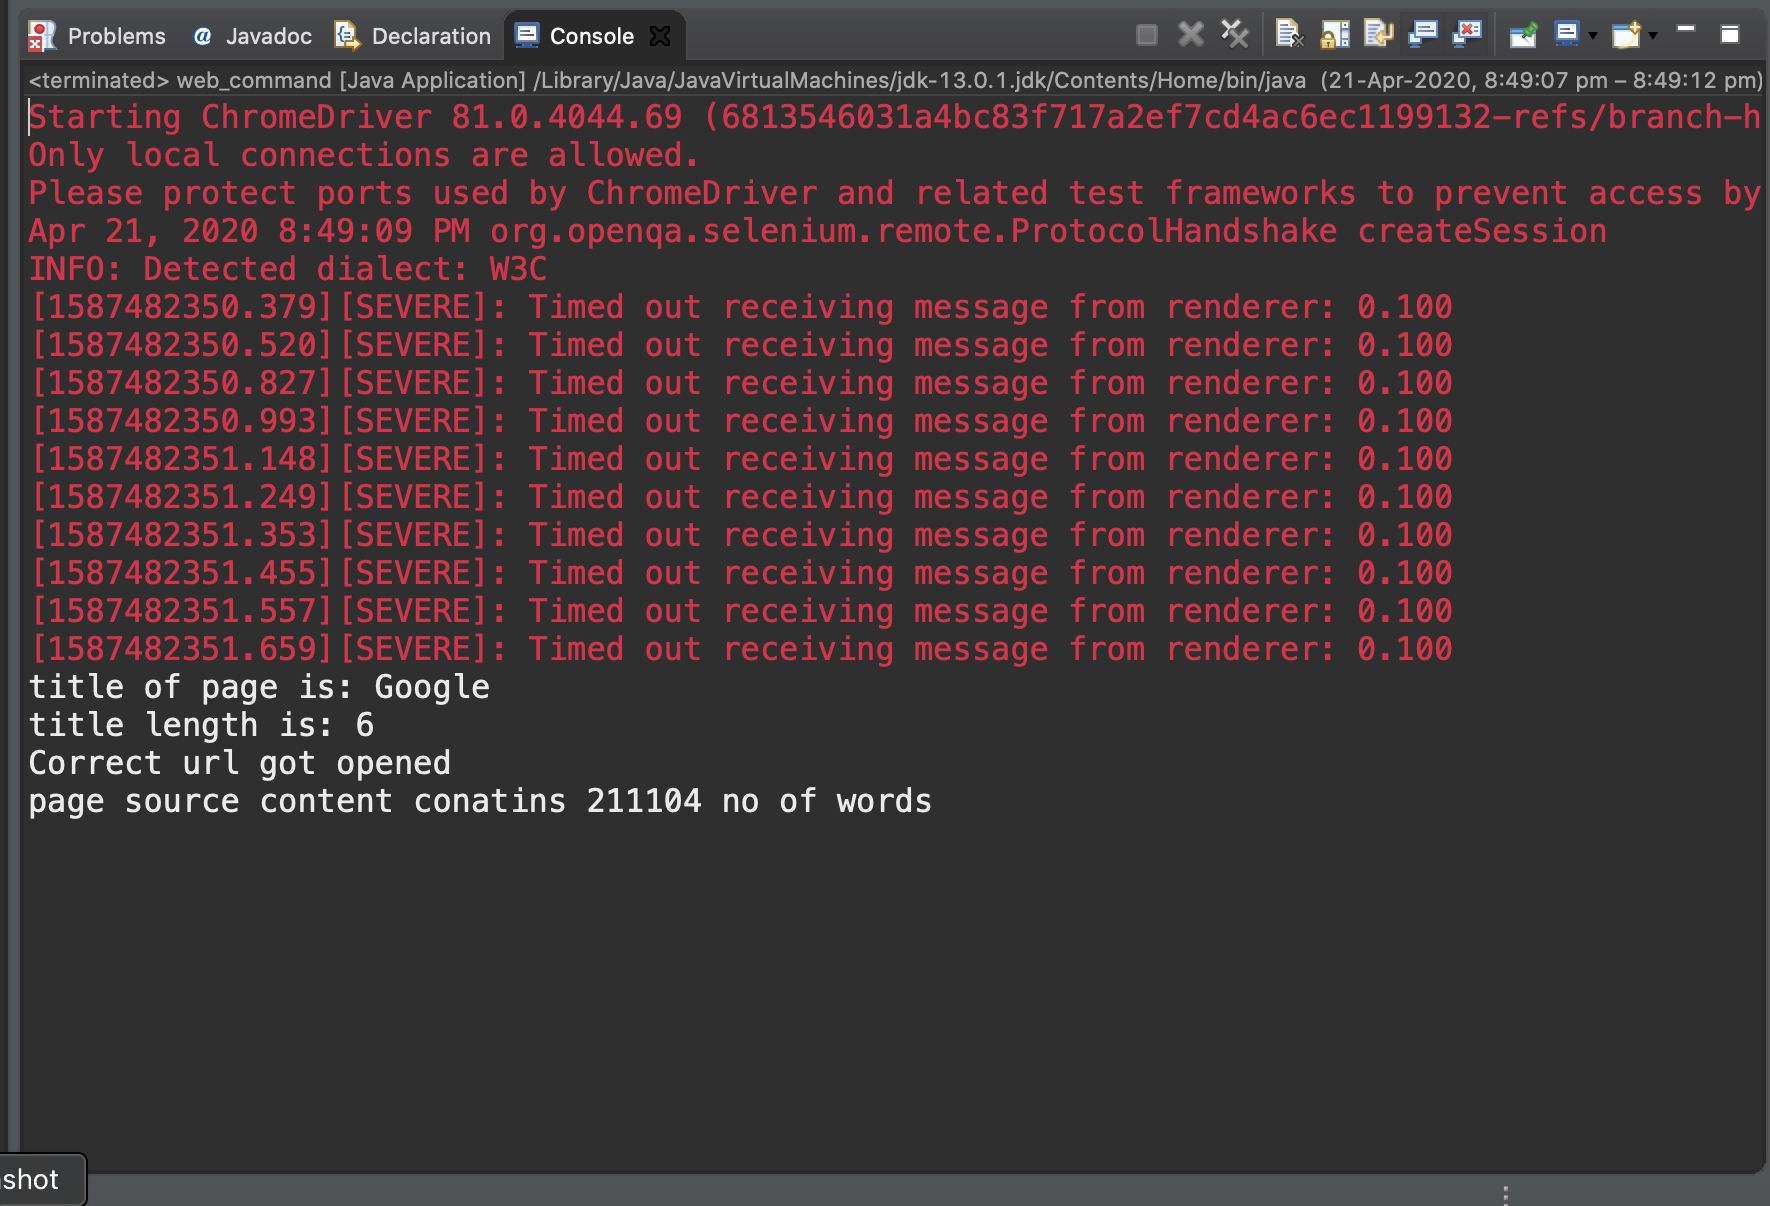 Problems Javadoc Declaration Console
<terminated> web_command [Java Application] /Library/Java/JavaVirtualMachines/jdk-13.0.1.jdk/Contents/Home/bin/java (21-Apr-2020, 8:49:07 pm – 8:49:12 pm)
Starting ChromeDriver 81.0.4044.69 (6813546031a4bc83f717a2ef7cd4ac6ec1199132-refs/branch-h
Only local connections are allowed.
Please protect ports used by ChromeDriver and related test frameworks to prevent access by
Apr 21, 2020 8:49:09 PM org.openqa.selenium.remote.ProtocolHandshake createSession
INFO: Detected dialect: W3C
[1587482350.379][SEVERE]: Timed out receiving message from renderer: 0.100
[1587482350.520][SEVERE]: Timed out receiving message from renderer: 0.100
[1587482350.827][SEVERE]: Timed out receiving message from renderer: 0.100
[1587482350.993][SEVERE]: Timed out receiving message from renderer: 0.100
[1587482351.148][SEVERE]: Timed out receiving message from renderer: 0.100
[1587482351.249][SEVERE]: Timed out receiving message from renderer: 0.100
[1587482351.353][SEVERE]: Timed out receiving message from renderer: 0.100
[1587482351.455][SEVERE]: Timed out receiving message from renderer: 0.100
[1587482351.557][SEVERE]: Timed out receiving message from renderer: 0.100
[1587482351.659][SEVERE]: Timed out receiving message from renderer: 0.100
title of page is: Google
title length is: 6
Correct url got opened
page source content conatins 211104 no of words
shot